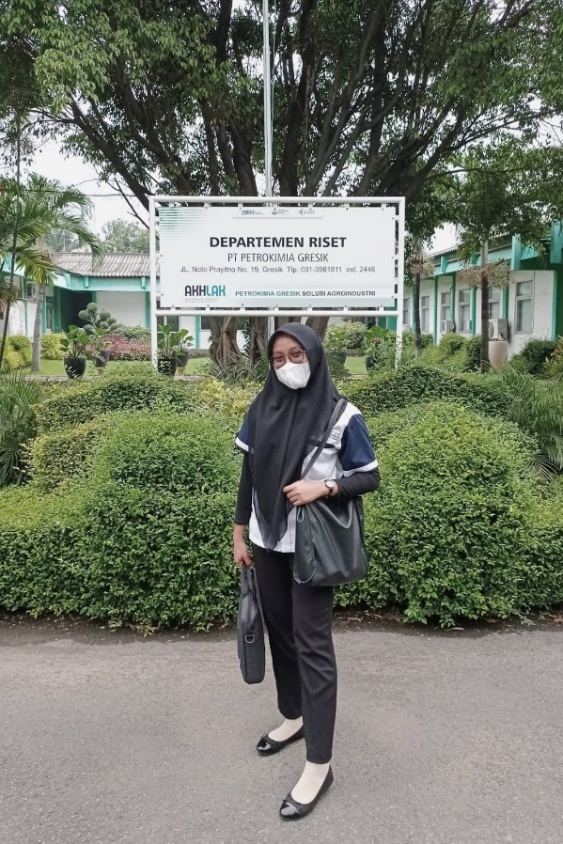 DEPARTEMEN RISET
PT PETROKIMIA GRESIK
JL. Noto Prayitno No. 19, Gresik Tlp. 031-3981811 ext. 2446
AKHLAK PETROKIMIA GRESIK SOLUSI AGROINDUSTRI